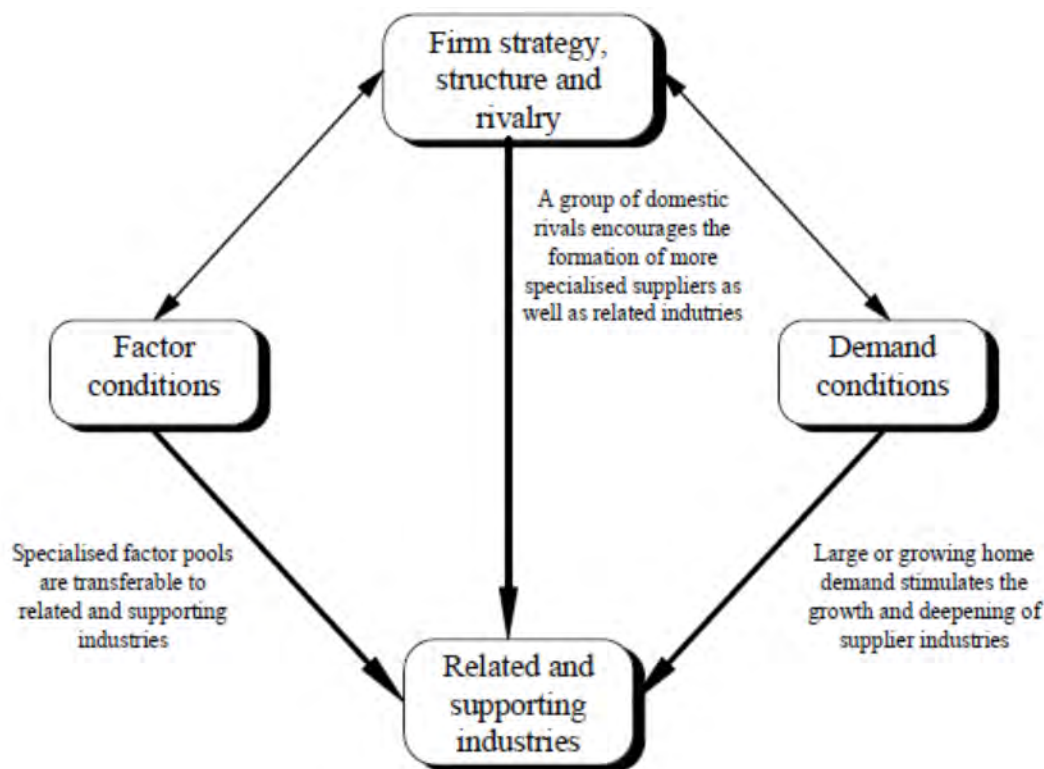 Firm strategy,
structure and
rivalry
A group of domestic
rivals encourages the
formation of more
specialised suppliers as
well as related indutries
Factor
conditions
Demand
conditions
Specialised factor pools
are transferable to
related and supporting
industries
Large or growing home
demand stimulates the
growth and deepening of
supplier industries
Related and
supporting
industries